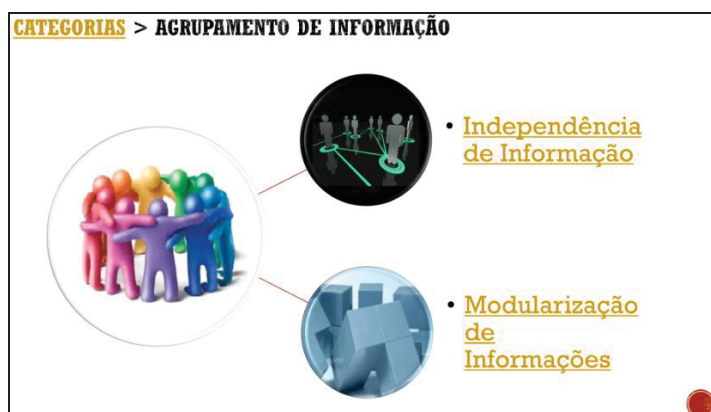 CATEGORIAS > AGRUPAMENTO DE INFORMAÇÃO
• Independência
de Informação
• Modularização
de
Informações